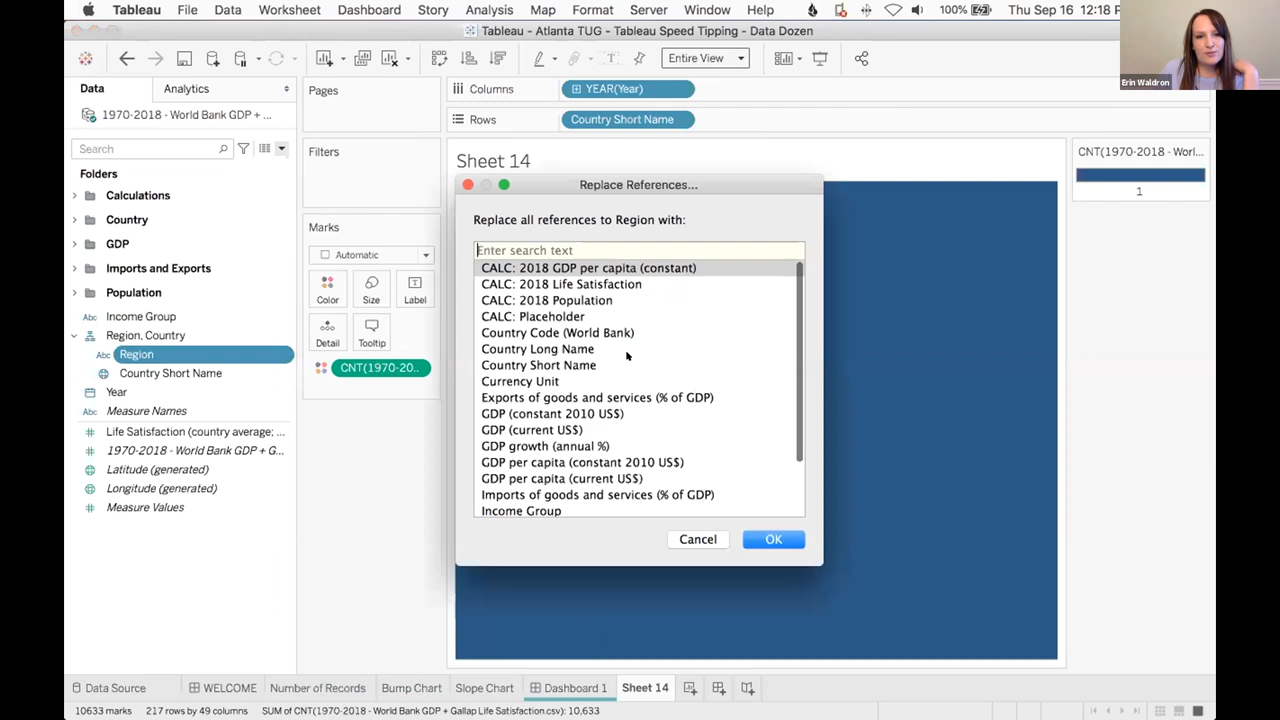 Tableau File Data Worksheet Dashboard Story Analysis Map Format Server Window Help 100% Thu Sep 16 12:18 P
Tableau - Atlanta TUG - Tableau Speed Tipping - Data Dozen
Erin Waldron
Entire View
Data Analytics
1970-2018 - World Bank GDP + ...
Search
Folders
Calculations
Country
GDP
Imports and Exports
Population
Income Group
Region, Country
Region
Country Short Name
Year
Measure Names
Life Satisfaction (country average; ...
1970-2018 - World Bank GDP + G...
Latitude (generated)
Longitude (generated)
Measure Values
Pages
Filters
Marks
Automatic
Color Size Label
Detail Tooltip
CNT(1970-20..
Columns YEAR(Year)
Rows Country Short Name
Sheet 14
Replace References...
Replace all references to Region with:
Enter search text
CALC: 2018 GDP per capita (constant)
CALC: 2018 Life Satisfaction
CALC: 2018 Population
CALC: Placeholder
Country Code (World Bank)
Country Long Name
Country Short Name
Currency Unit
Exports of goods and services (% of GDP)
GDP (constant 2010 US$)
GDP (current US$)
GDP growth (annual %)
GDP per capita (constant 2010 US$)
GDP per capita (current US$)
Imports of goods and services (% of GDP)
Income Group
Cancel OK
CNT(1970-2018 - Worl...
1
Data Source WELCOME Number of Records Bump Chart Slope Chart Dashboard 1 Sheet 14
10633 marks 217 rows by 49 columns SUM of CNT(1970-2018 - World Bank GDP + Gallap Life Satisfaction.csv): 10,633